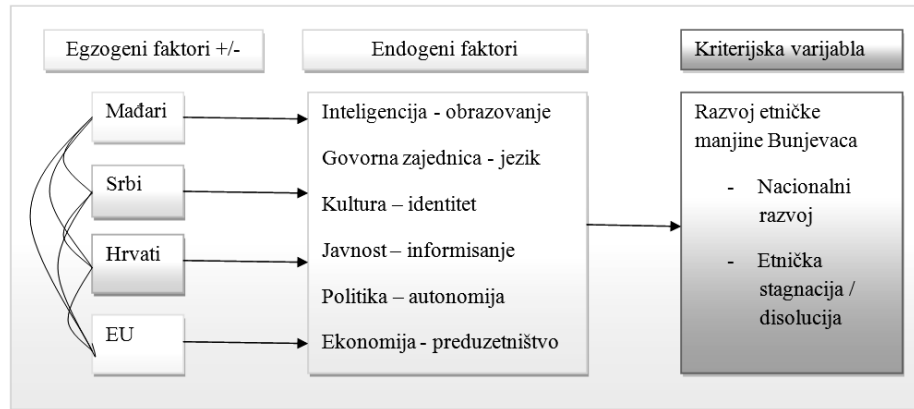 Egzogeni faktori +/-
Endogeni faktori
Kriterijska varijabla
Mađari
Srbi
Hrvati
EU
Inteligencija - obrazovanje
Govorna zajednica - jezik
Kultura – identitet
Javnost – informisanje
Politika – autonomija
Ekonomija - preduzetništvo
Razvoj etničke
manjine Bunjevaca
- Nacionalni
razvoj
- Etnička
stagnacija /
disolucija